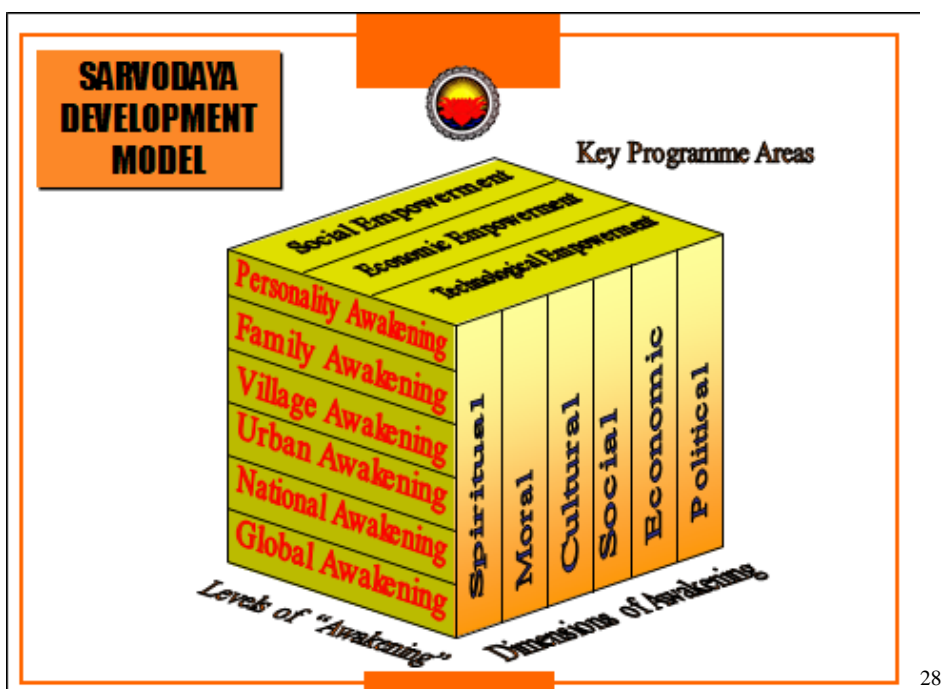 SARVODAYA
DEVELOPMENT
MODEL
Key Programme Areas
Social Empowerment
Economic Empowerment
Technological Empowerment
Personality Awakening
Family Awakening
Village Awakening
Urban Awakening
National Awakening
Global Awakening
Spiritual
Moral
Cultural
Social
Economic
Political
Levels of "Awakening"
Dimensions of Awakening
28